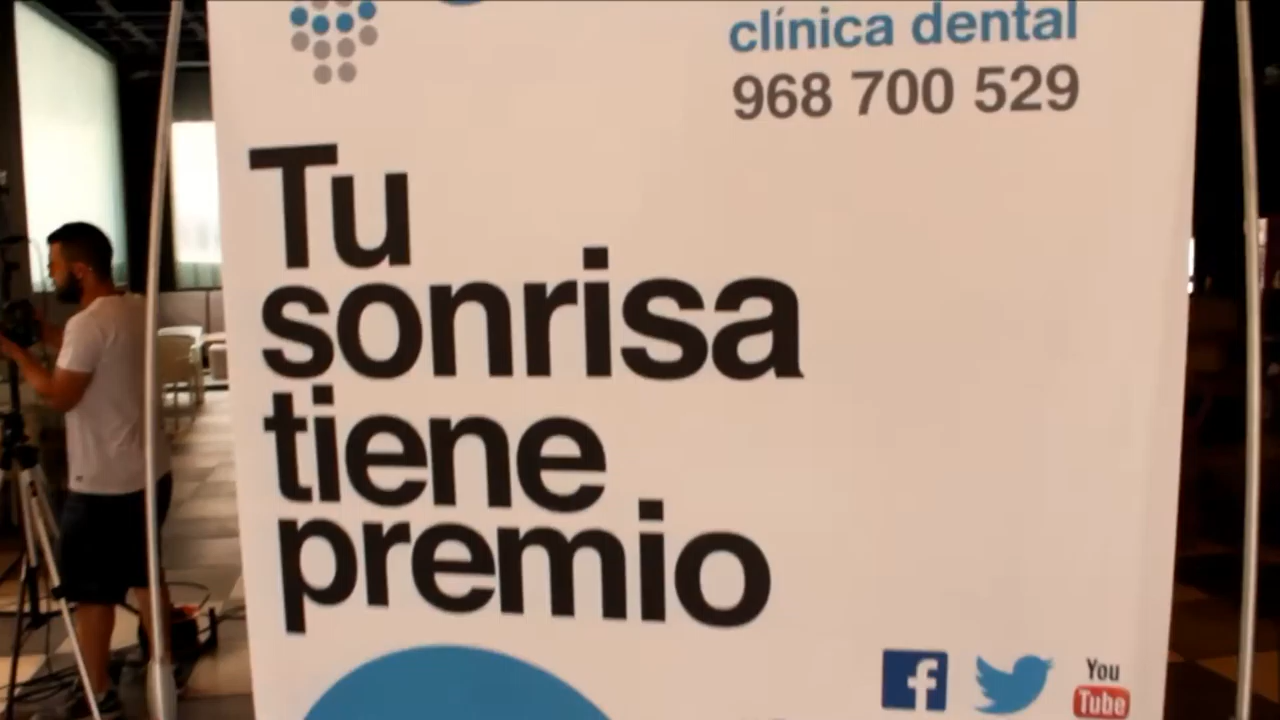 clínica dental
968 700 529
Tu
sonrisa
tiene
premio
You
Tube